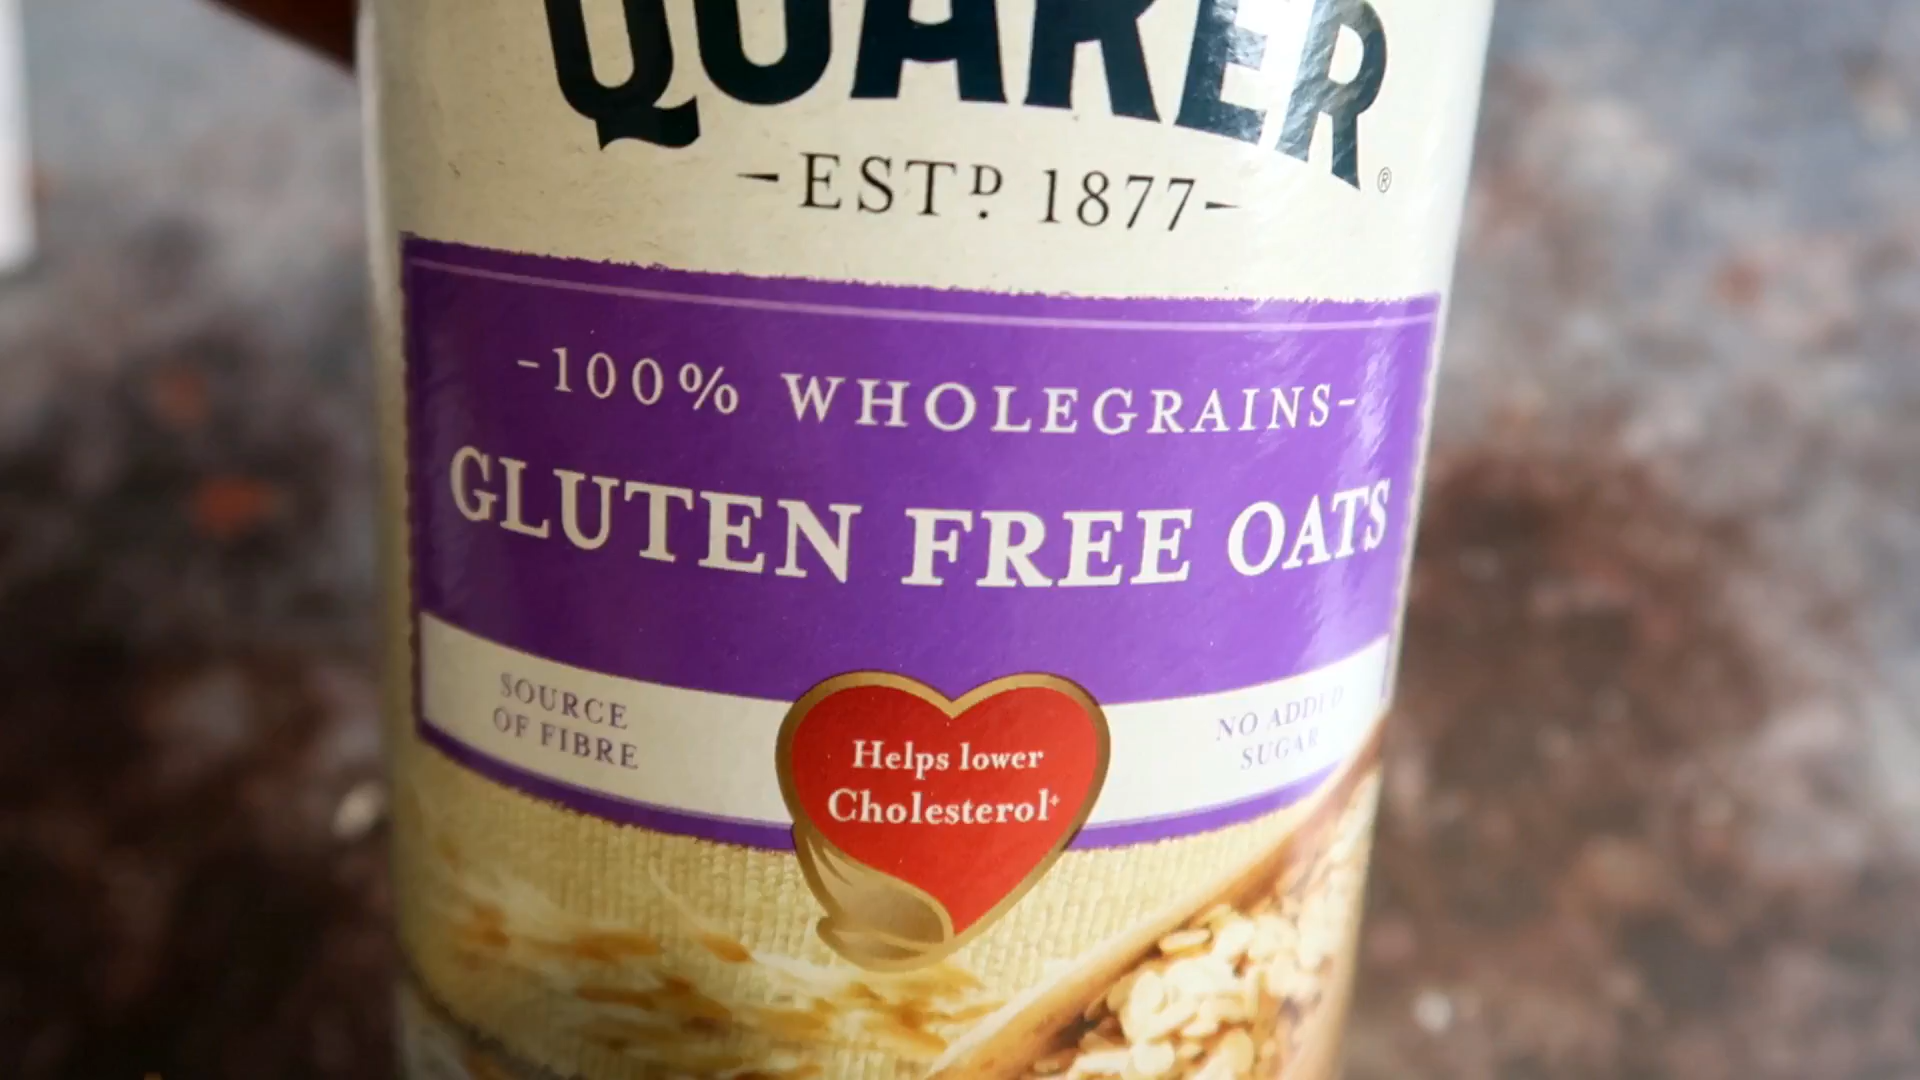 QUAKER®
-ESTD. 1877-
-100% WHOLEGRAINS-
GLUTEN FREE OATS
SOURCE
OF FIBRE
Helps lower
Cholesterol+
NO ADDED
SUGAR